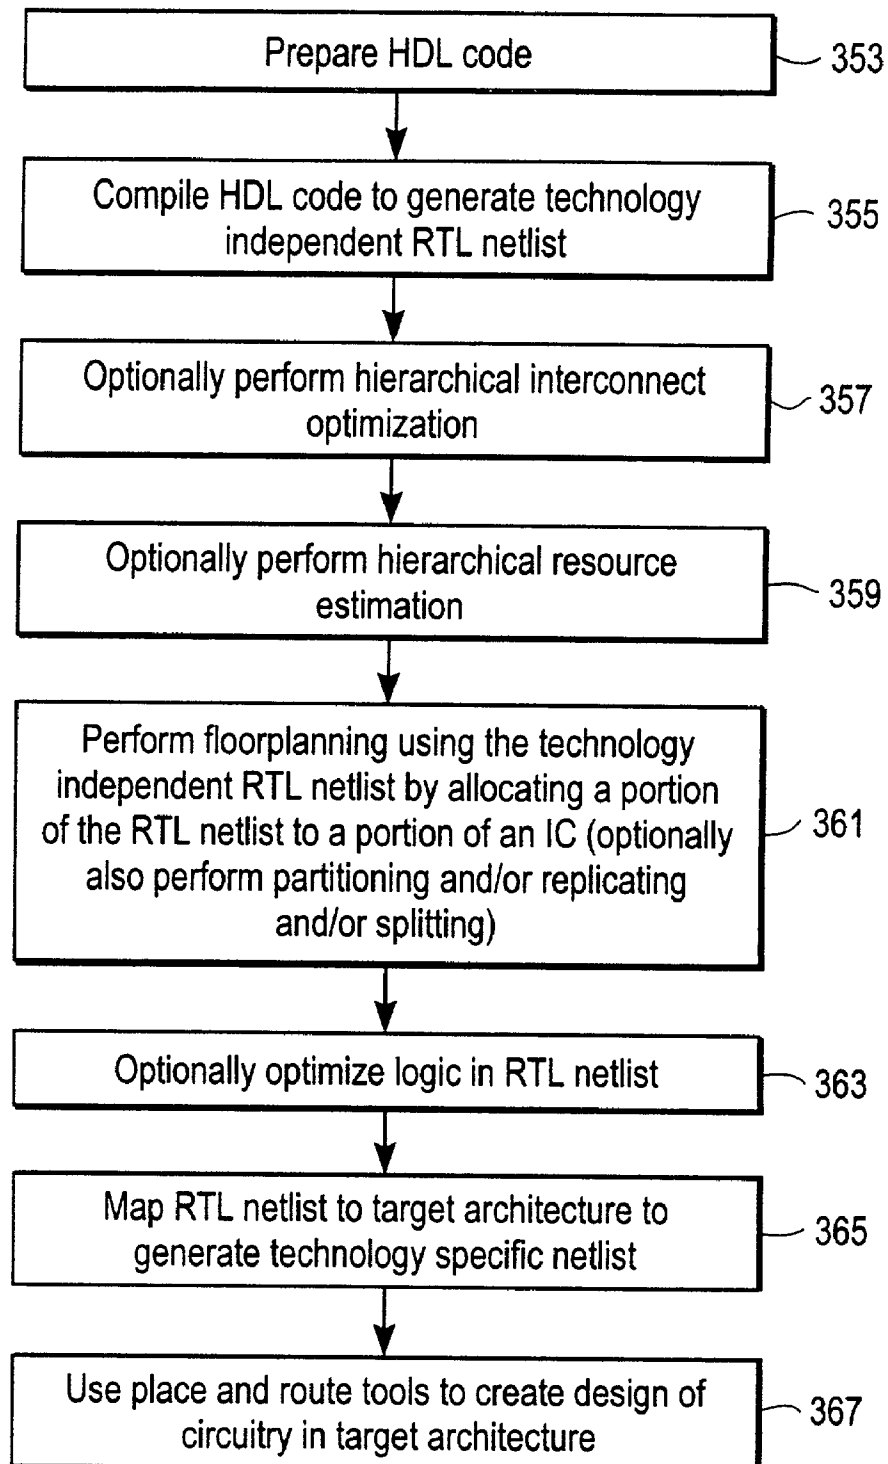 Prepare HDL code
353
Compile HDL code to generate technology
independent RTL netlist
355
Optionally perform hierarchical interconnect
optimization
357
Optionally perform hierarchical resource
estimation
359
Perform floorplanning using the technology
independent RTL netlist by allocating a portion
of the RTL netlist to a portion of an IC (optionally
also perform partitioning and/or replicating
and/or splitting)
361
Optionally optimize logic in RTL netlist
363
Map RTL netlist to target architecture to
generate technology specific netlist
365
Use place and route tools to create design of
circuitry in target architecture
367